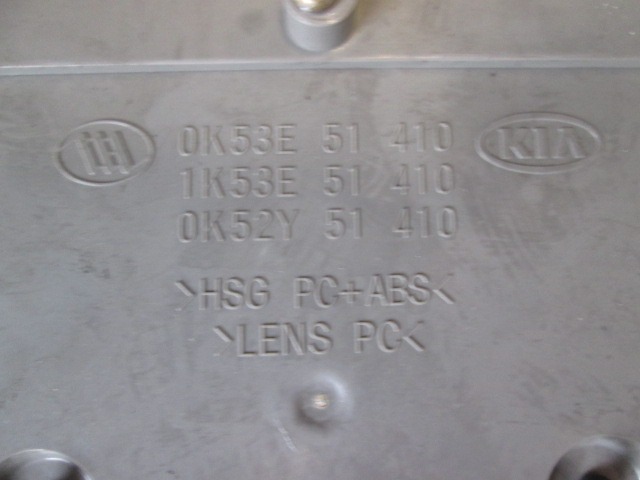 0K53E 51 410 KIA
1K53E 51 410
0K52Y 51 410
>HSG PC+ABS<
>LENS PC<